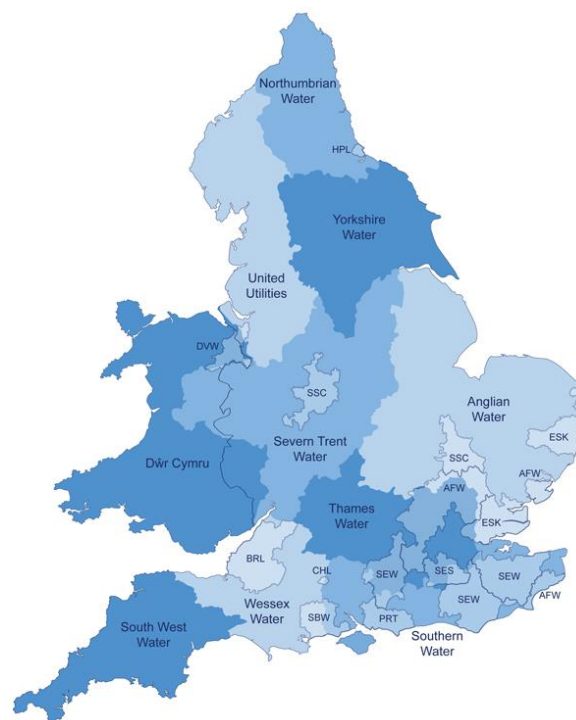 Northumbrian
Water
HPL
Yorkshire
Water
United
Utilities
DVW
SSC
Anglian
Water
ESK
Severn Trent
Water
SSC
Dŵr Cymru
AFW
AFW
Thames
Water
ESK
BRL
CHL
SEW
SES
SEW
Wessex
Water
SEW
AFW
SBW
PRT
South West
Water
Southern
Water